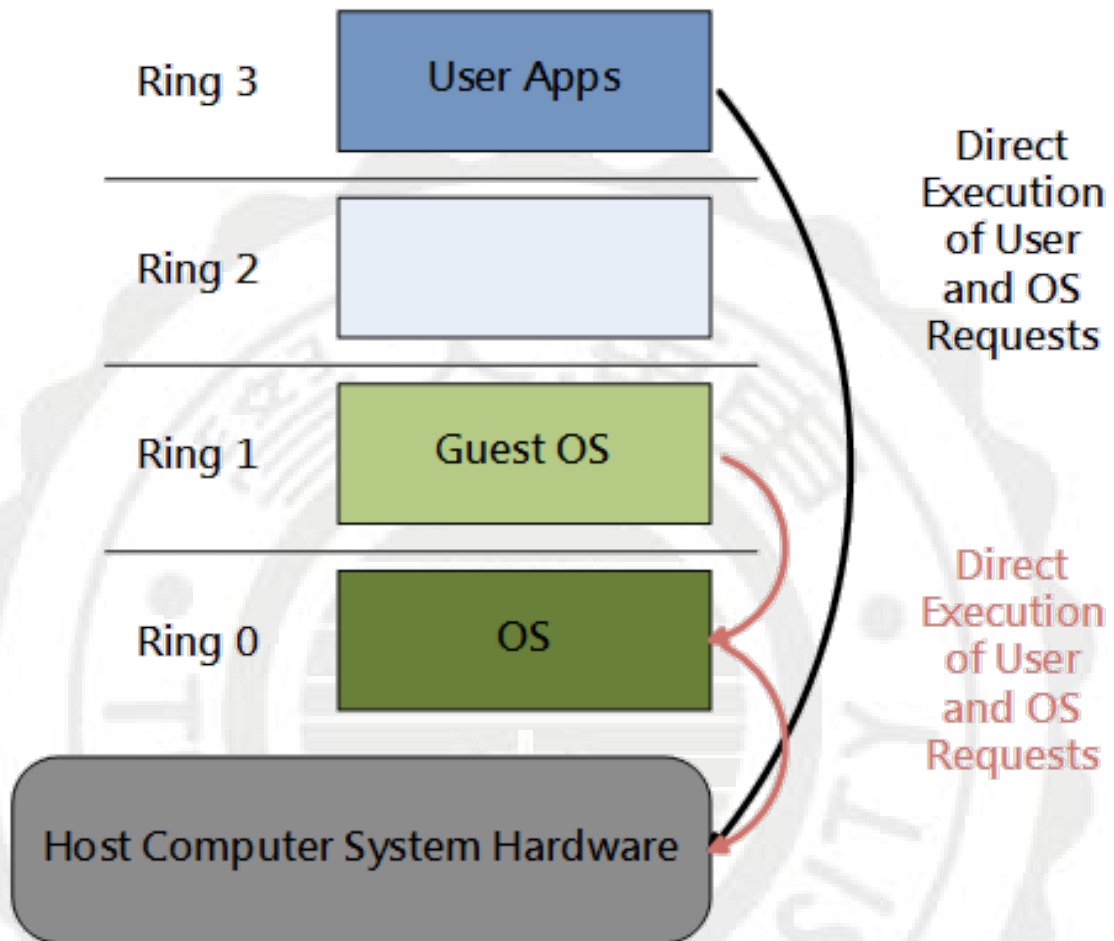 Ring 3
User Apps
Direct
Execution
of User
and OS
Requests
Ring 2
Ring 1
Guest OS
Ring 0
OS
Direct
Execution
of User
and OS
Requests
Host Computer System Hardware
SITY